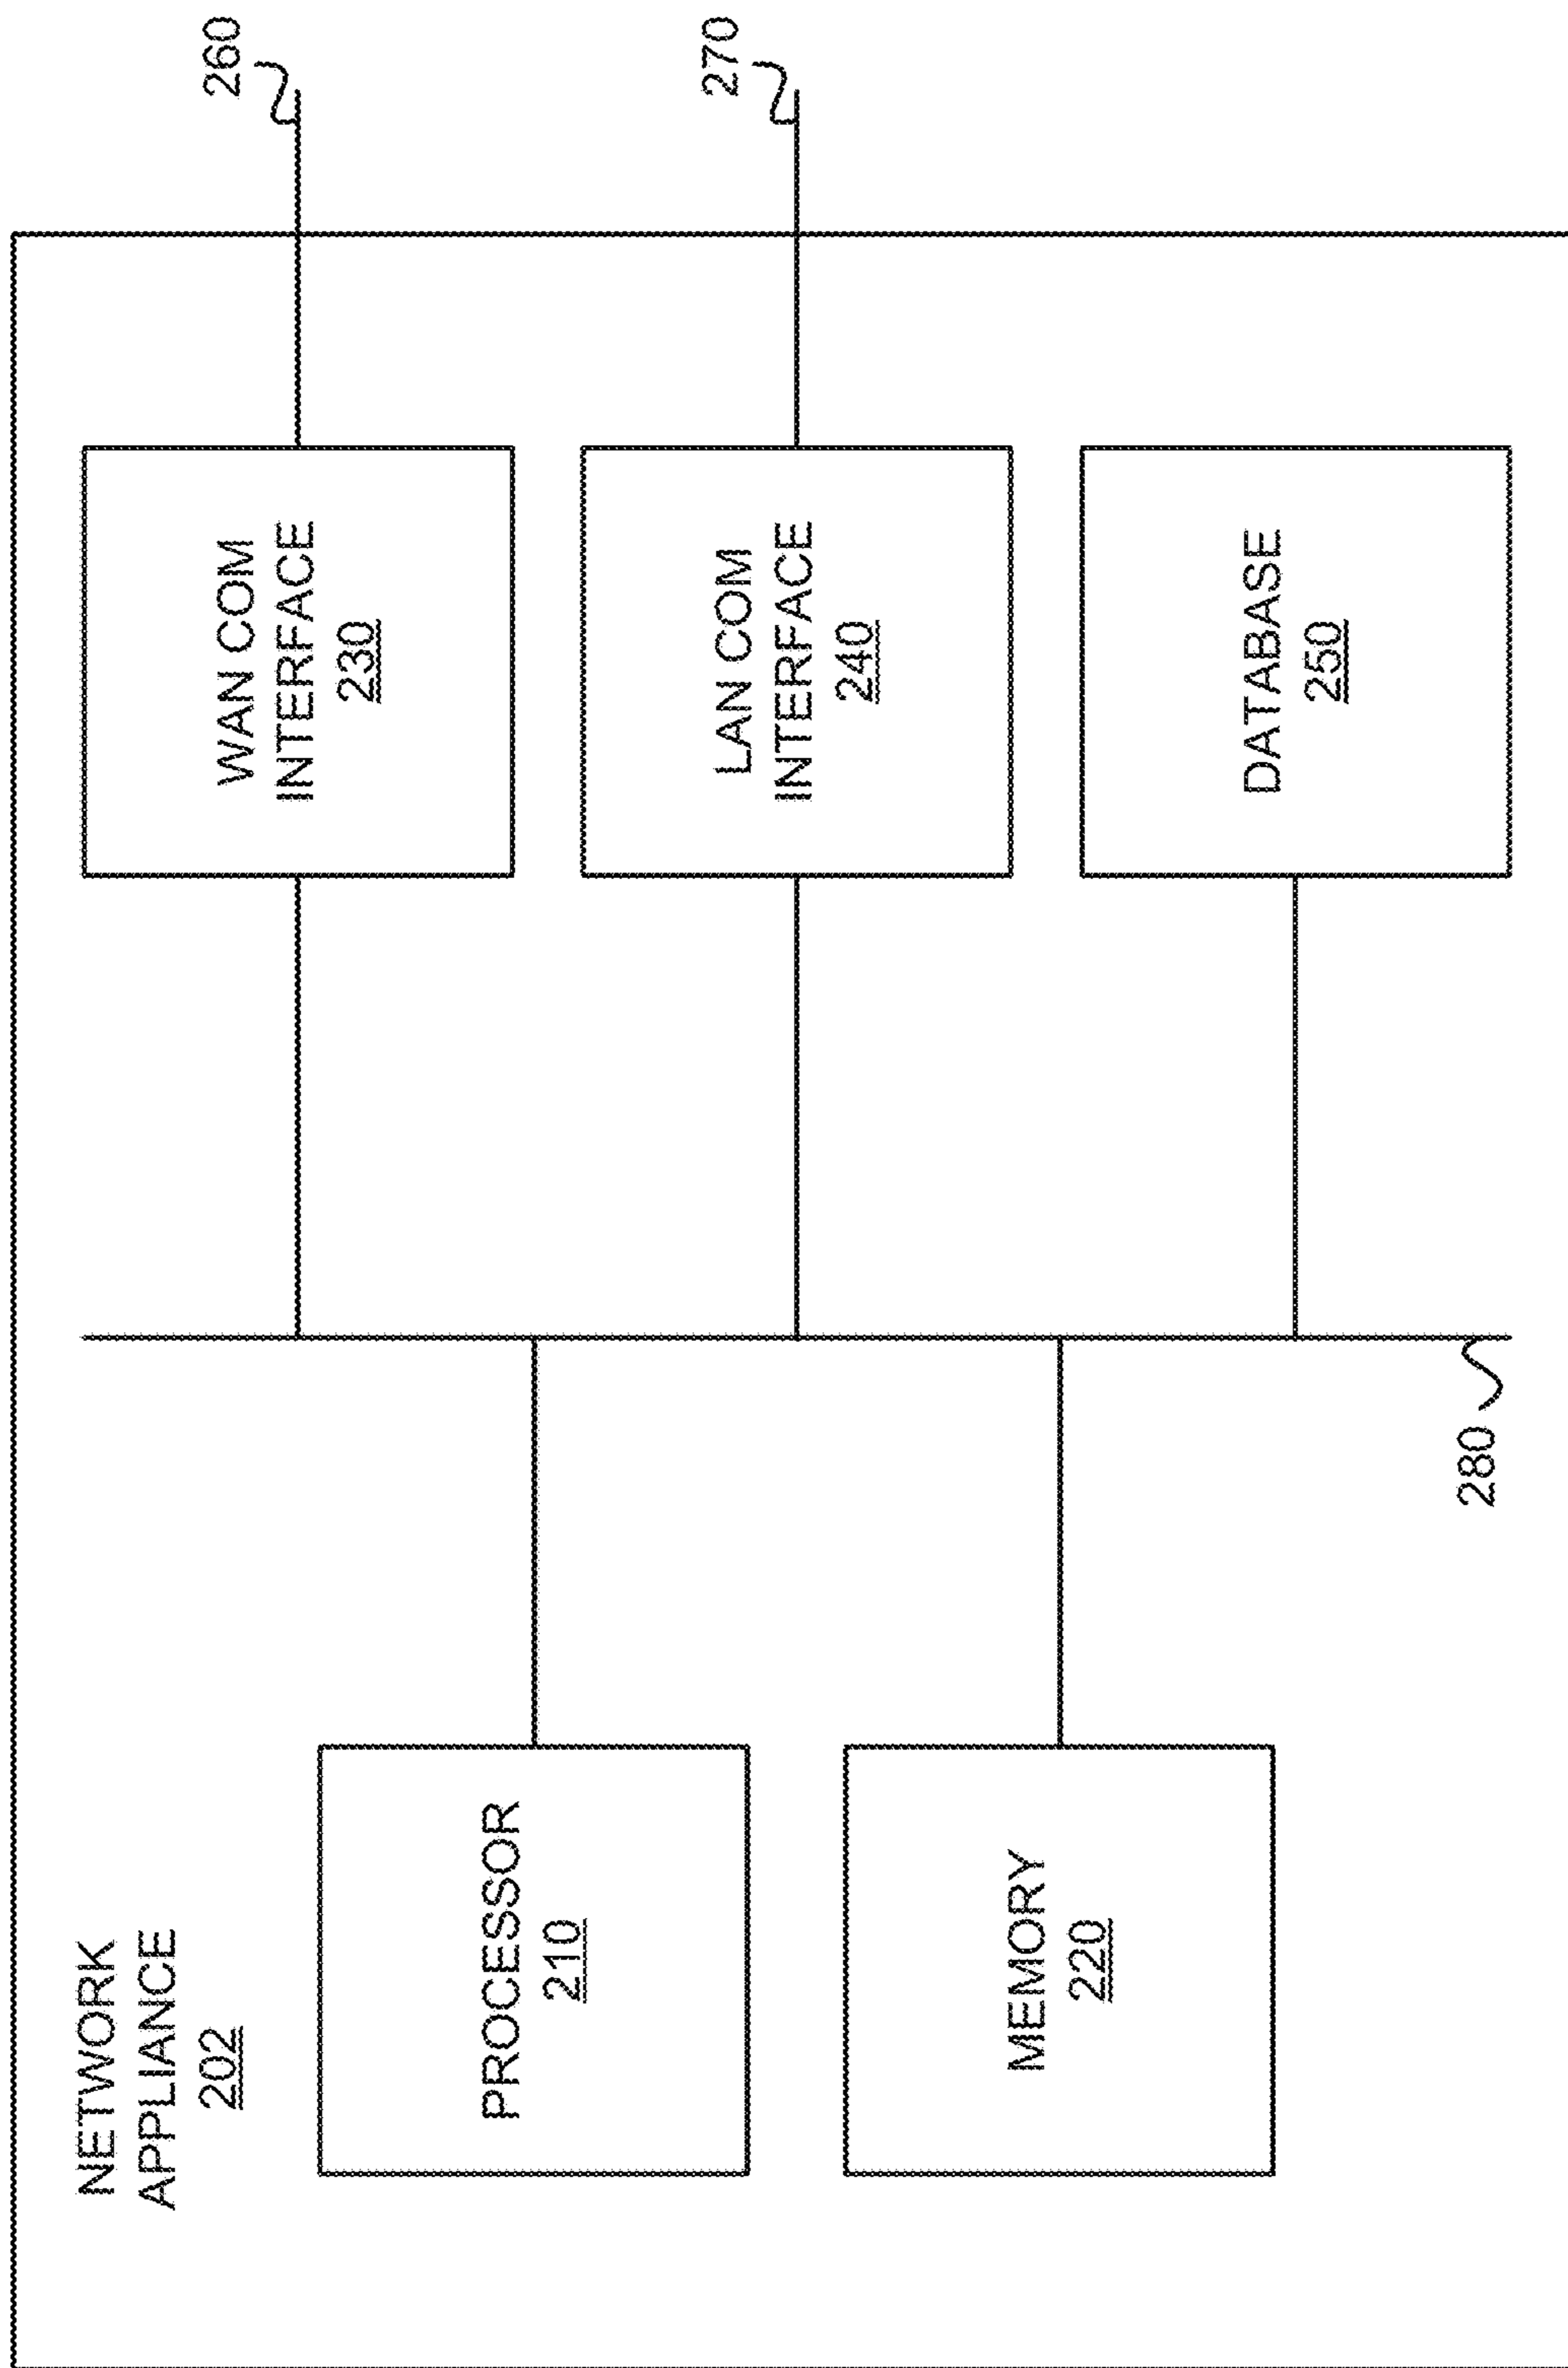 NETWORK
APPLIANCE
202
PROCESSOR
210
MEMORY
220
280
WAN COM
INTERFACE
230
LAN COM
INTERFACE
240
DATABASE
250
260
270